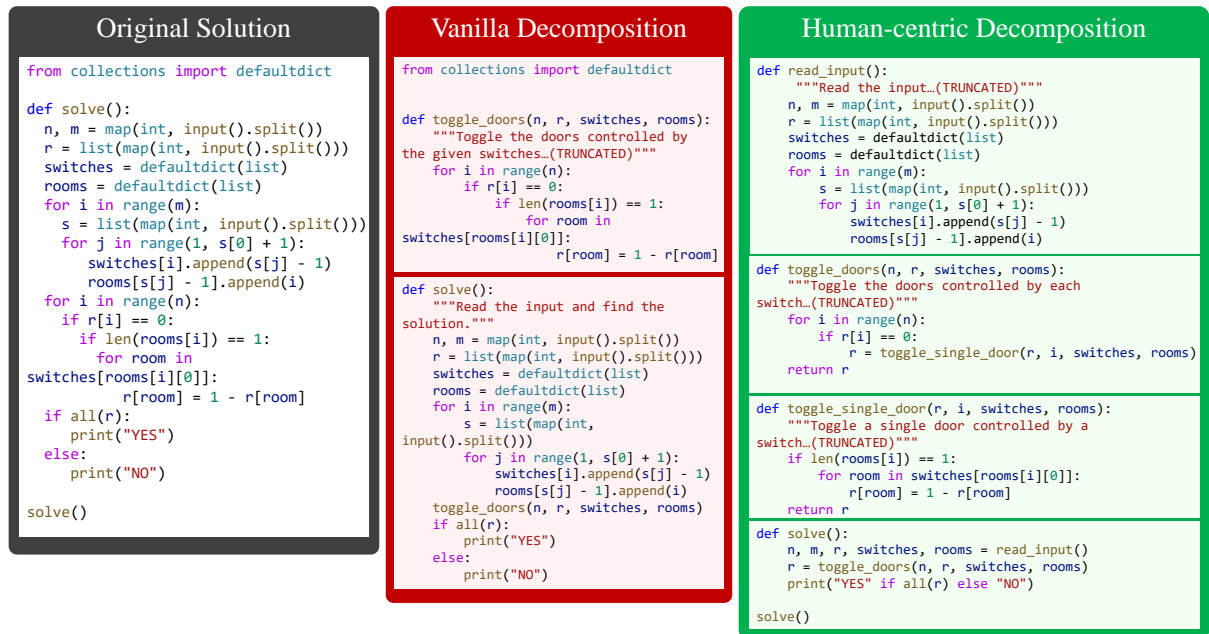 Original Solution
from collections import defaultdict
def solve():
n, m = map(int, input().split())
r = list(map(int, input().split()))
switches = defaultdict(list)
rooms = defaultdict(list)
for i in range(m):
s = list(map(int, input().split()))
for j in range(1, s[0] + 1):
switches[i].append(s[j] - 1)
rooms[s[j] - 1].append(i)
for i in range(n):
if r[i] == 0:
if len(rooms[i]) == 1:
for room in
switches[rooms[i][0]]:
r[room] = 1 - r[room]
if all(r):
print("YES")
else:
print("NO")
solve()
Vanilla Decomposition
from collections import defaultdict
def toggle_doors(n, r, switches, rooms):
"""Toggle the doors controlled by
the given switches…(TRUNCATED)"""
for i in range(n):
if r[i] == 0:
if len(rooms[i]) == 1:
for room in
switches[rooms[i][0]]:
r[room] = 1 - r[room]
def solve():
"""Read the input and find the
solution."""
n, m = map(int, input().split())
r = list(map(int, input().split()))
switches = defaultdict(list)
rooms = defaultdict(list)
for i in range(m):
s = list(map(int,
input().split()))
for j in range(1, s[0] + 1):
switches[i].append(s[j] - 1)
rooms[s[j] - 1].append(i)
toggle_doors(n, r, switches, rooms)
if all(r):
print("YES")
else:
print("NO")
Human-centric Decomposition
def read_input():
"""Read the input…(TRUNCATED)"""
n, m = map(int, input().split())
r = list(map(int, input().split()))
switches = defaultdict(list)
rooms = defaultdict(list)
for i in range(m):
s = list(map(int, input().split()))
for j in range(1, s[0] + 1):
switches[i].append(s[j] - 1)
rooms[s[j] - 1].append(i)
def toggle_doors(n, r, switches, rooms):
"""Toggle the doors controlled by each
switch…(TRUNCATED)"""
for i in range(n):
if r[i] == 0:
r = toggle_single_door(r, i, switches, rooms)
return r
def toggle_single_door(r, i, switches, rooms):
"""Toggle a single door controlled by a
switch…(TRUNCATED)"""
if len(rooms[i]) == 1:
for room in switches[rooms[i][0]]:
r[room] = 1 - r[room]
return r
def solve():
n, m, r, switches, rooms = read_input()
r = toggle_doors(n, r, switches, rooms)
print("YES" if all(r) else "NO")
solve()